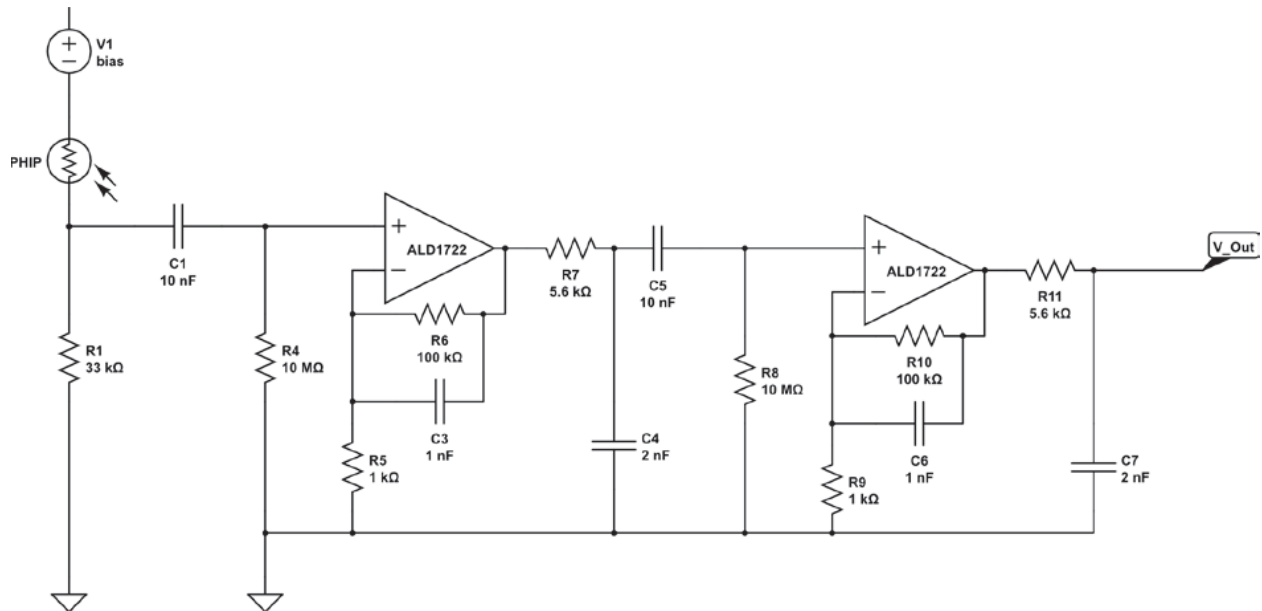 V1
bias
PHIP
C1
10 nF
R1
33 kΩ
R4
10 MΩ
+
−
ALD1722
R6
100 kΩ
C3
1 nF
R5
1 kΩ
R7
5.6 kΩ
C4
2 nF
C5
10 nF
R8
10 MΩ
+
−
ALD1722
R10
100 kΩ
C6
1 nF
R9
1 kΩ
R11
5.6 kΩ
C7
2 nF
V_Out